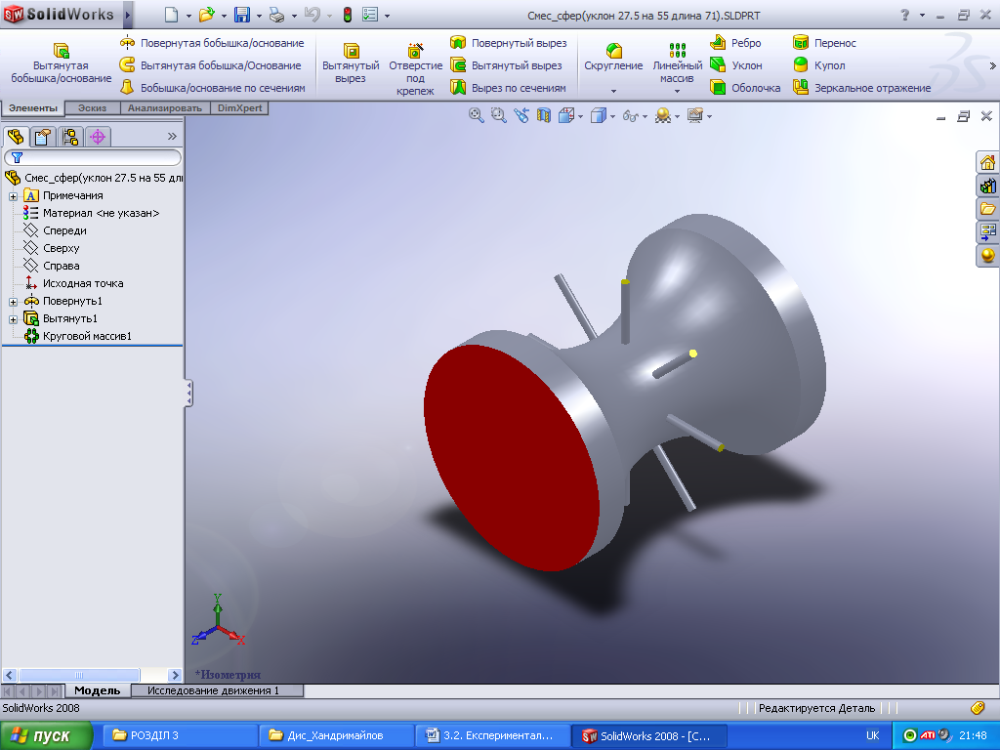 SolidWorks
Смес_сфер(уклон 27.5 на 55 длина 71).SLDPRT
Вытянутая бобышка/основание
Повернутая бобышка/основание
Вытянутая бобышка/Основание
Бобышка/основание по сечениям
Вытянутый вырез
Отверстие под крепеж
Повернутый вырез
Вытянутый вырез
Вырез по сечениям
Скругление
Линейный массив
Ребро
Уклон
Оболочка
Перенос
Купол
Зеркальное отражение
Элементы
Эскиз
Анализировать
DimXpert
Смес_сфер(уклон 27.5 на 55 дли
Примечания
Материал <не указан>
Спереди
Сверху
Справа
Исходная точка
Повернуть1
Вытянуть1
Круговой массив1
Y
Z
X
*Изометрия
Модель
Исследование движения 1
SolidWorks 2008
Редактируется Деталь
пуск
РОЗДІЛ 3
Дис_Хандримайлов
3.2. Експериментал...
SolidWorks 2008 - [С...
UK
ATI
21:48